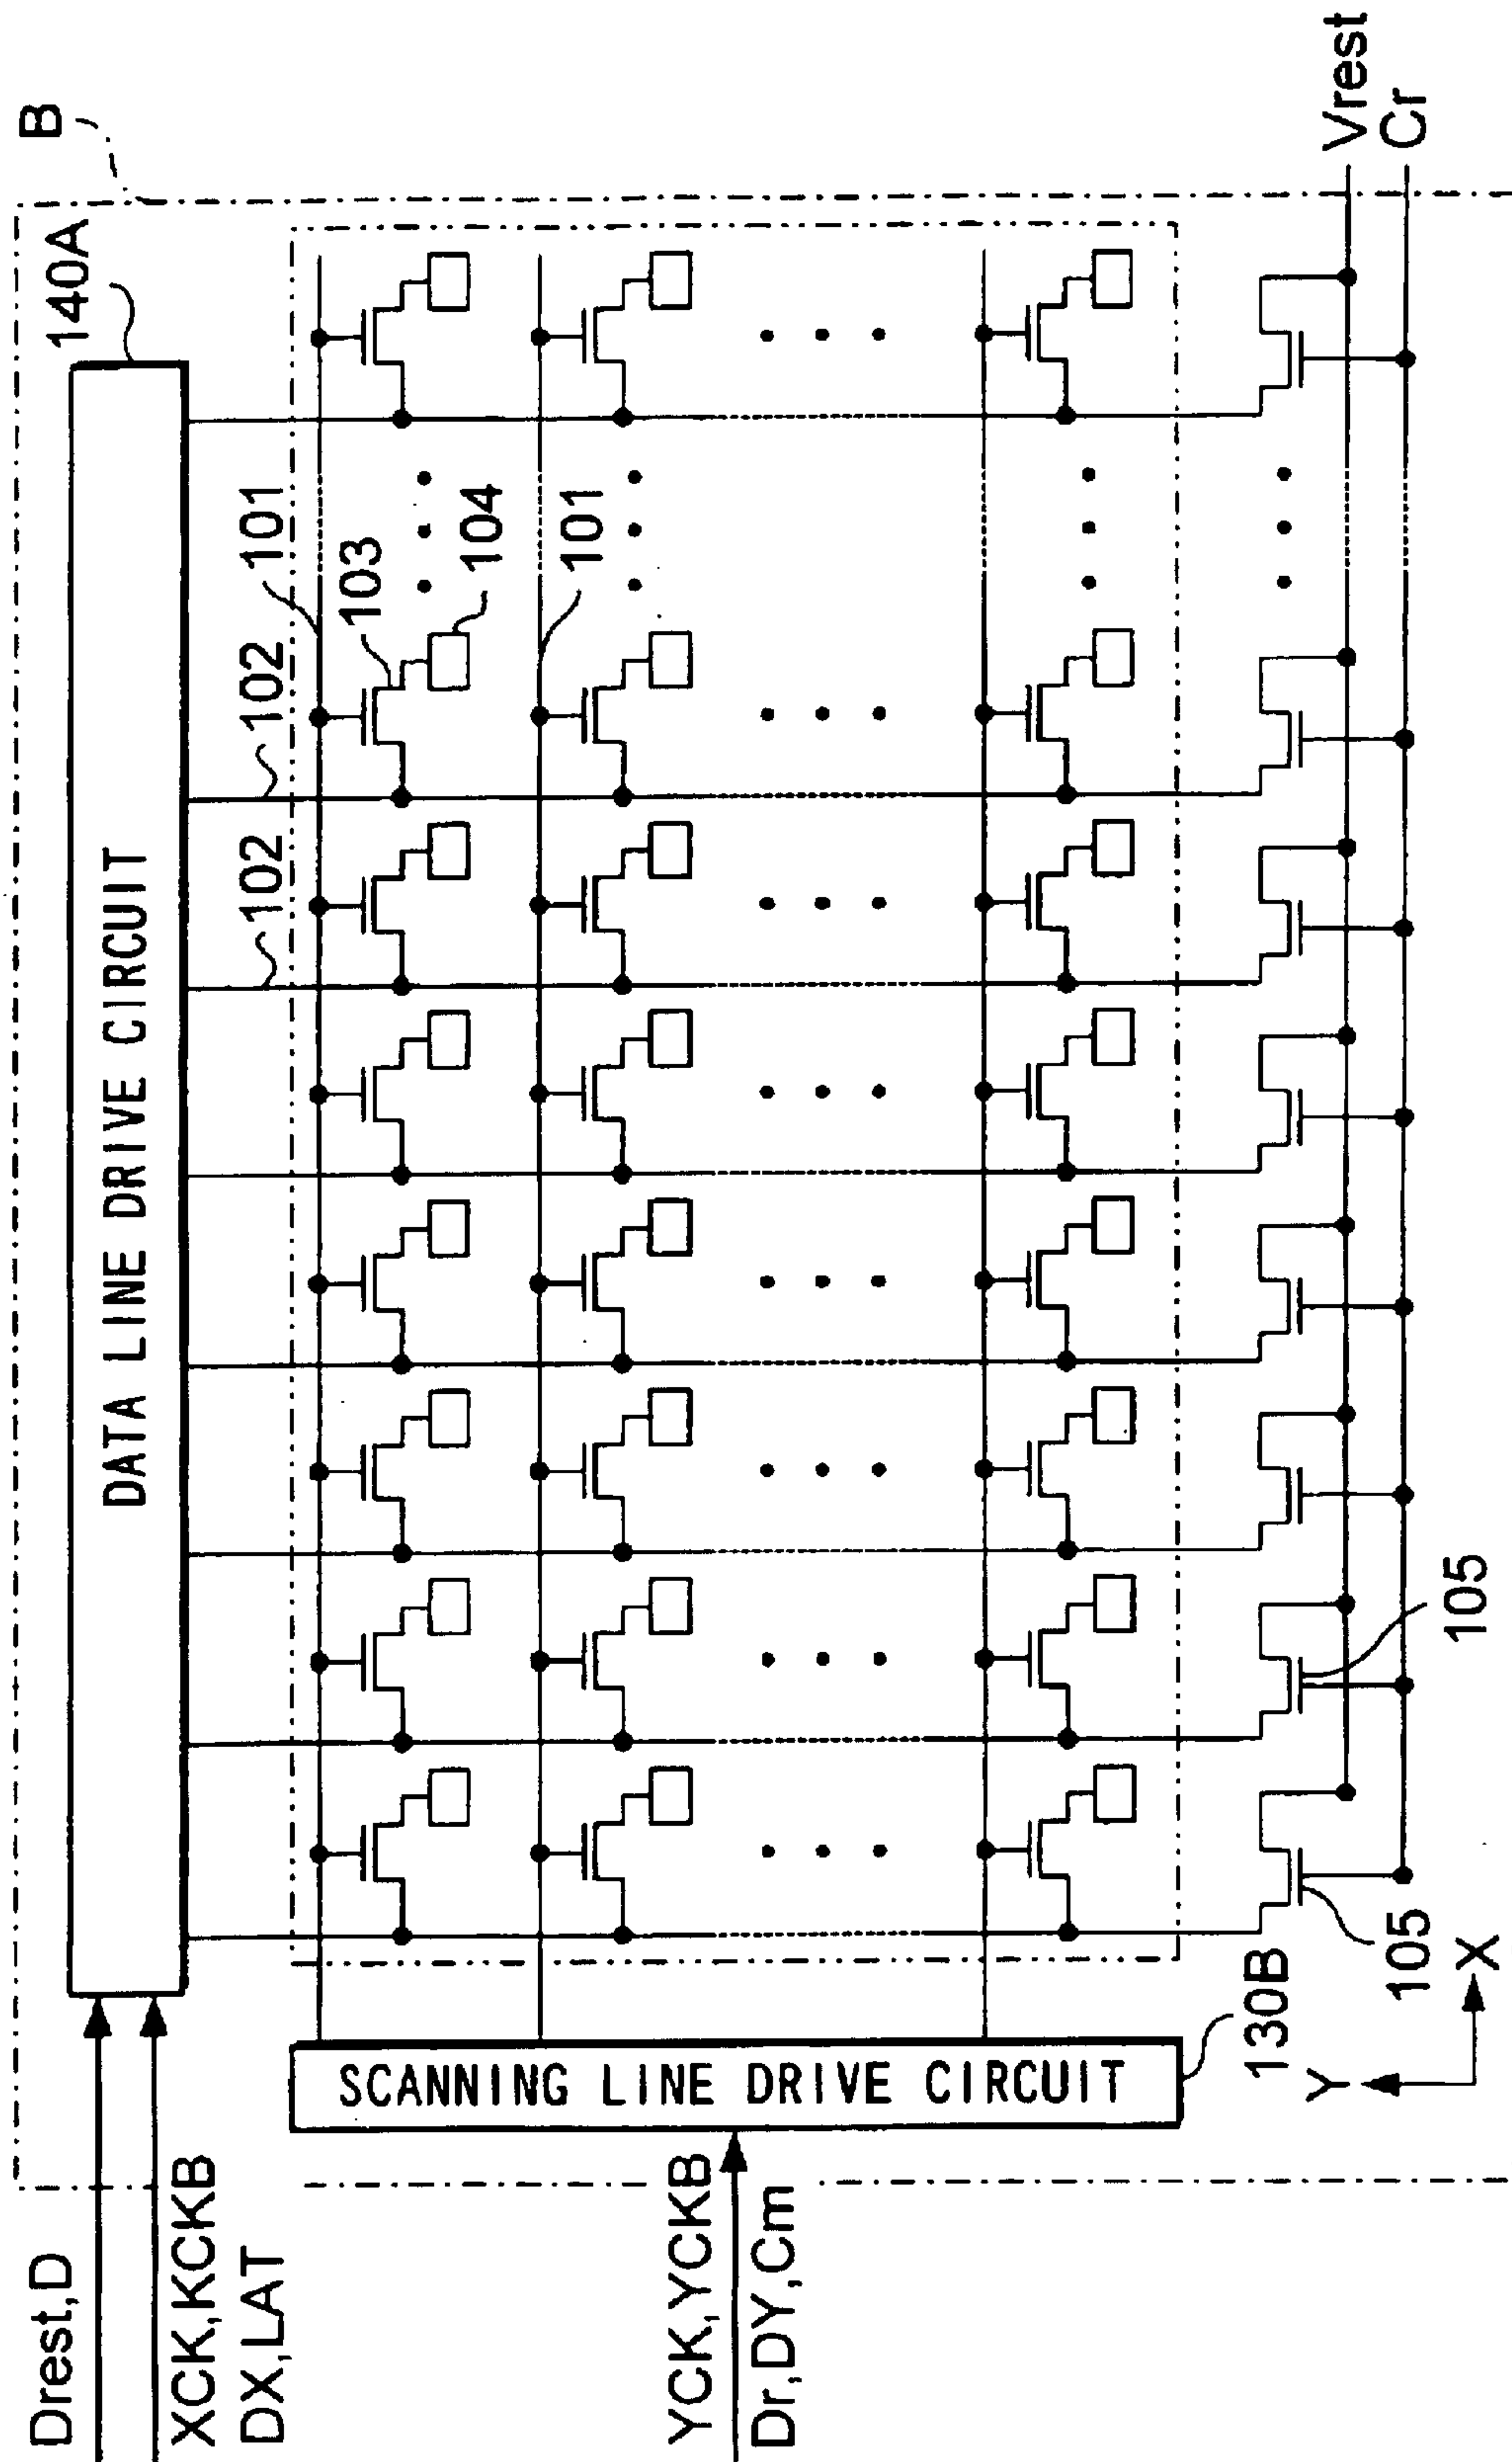 B
140A
DATA LINE DRIVE CIRCUIT
Drest,D
XCK,KCKB
DX,LAT
102
102
101
103
104
101
SCANNING LINE DRIVE CIRCUIT
YCK,YCKB
Dr,DY,Cm
130B
Vrest
Cr
105
105
Y
X